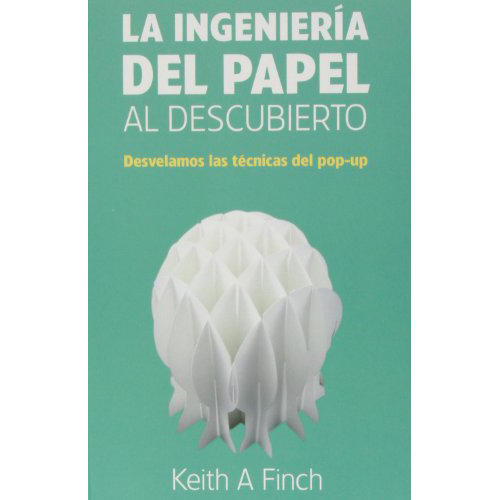 LA INGENIERÍA
DEL PAPEL
AL DESCUBIERTO
Desvelamos las técnicas del pop-up
Keith A Finch